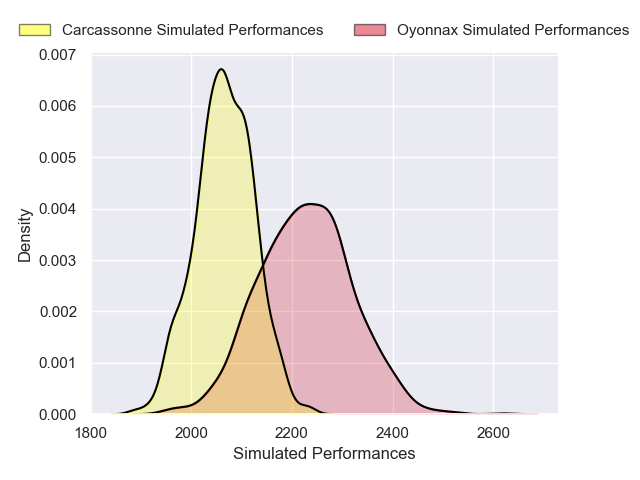 Carcassonne Simulated Performances Oyonnax Simulated Performances
0.007
0.006
0.005
0.004
0.003
0.002
0.001
0.000
Density
1800 2000 2200 2400 2600
Simulated Performances